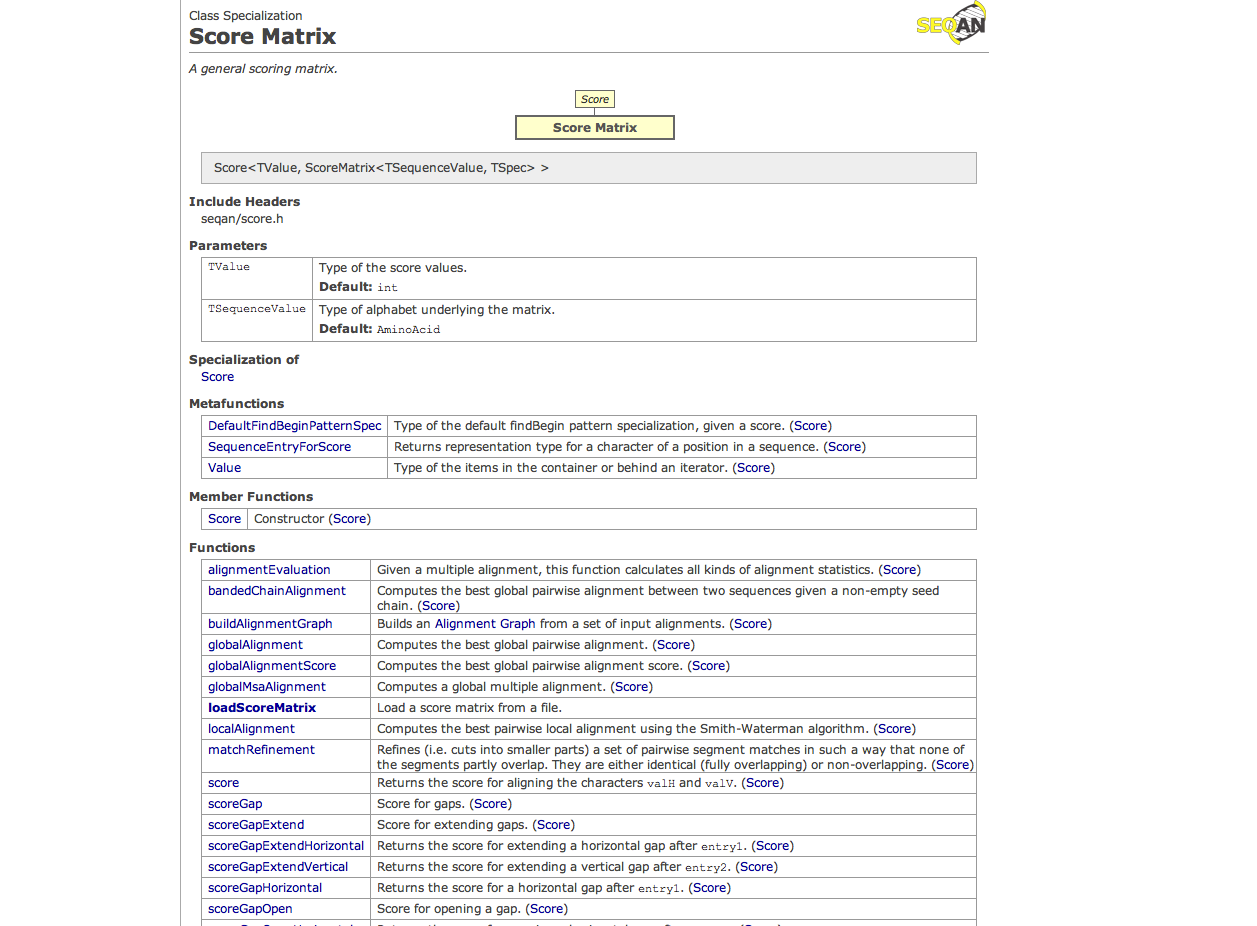 Class Specialization
Score Matrix
SEQAN
A general scoring matrix.
Score
Score Matrix
Score<TValue, ScoreMatrix<TSequenceValue, TSpec> >
Include Headers
seqan/score.h
Parameters
TValue Type of the score values.
Default: int
TSequenceValue Type of alphabet underlying the matrix.
Default: AminoAcid
Specialization of
Score
Metafunctions
DefaultFindBeginPatternSpec Type of the default findBegin pattern specialization, given a score. (Score)
SequenceEntryForScore Returns representation type for a character of a position in a sequence. (Score)
Value Type of the items in the container or behind an iterator. (Score)
Member Functions
Score Constructor (Score)
Functions
alignmentEvaluation Given a multiple alignment, this function calculates all kinds of alignment statistics. (Score)
bandedChainAlignment Computes the best global pairwise alignment between two sequences given a non-empty seed
chain. (Score)
buildAlignmentGraph Builds an Alignment Graph from a set of input alignments. (Score)
globalAlignment Computes the best global pairwise alignment. (Score)
globalAlignmentScore Computes the best global pairwise alignment score. (Score)
globalMsaAlignment Computes a global multiple alignment. (Score)
loadScoreMatrix Load a score matrix from a file.
localAlignment Computes the best pairwise local alignment using the Smith-Waterman algorithm. (Score)
matchRefinement Refines (i.e. cuts into smaller parts) a set of pairwise segment matches in such a way that none of
the segments partly overlap. They are either identical (fully overlapping) or non-overlapping. (Score)
score Returns the score for aligning the characters valH and valV. (Score)
scoreGap Score for gaps. (Score)
scoreGapExtend Score for extending gaps. (Score)
scoreGapExtendHorizontal Returns the score for extending a horizontal gap after entry1. (Score)
scoreGapExtendVertical Returns the score for extending a vertical gap after entry2. (Score)
scoreGapHorizontal Returns the score for a horizontal gap after entry1. (Score)
scoreGapOpen Score for opening a gap. (Score)